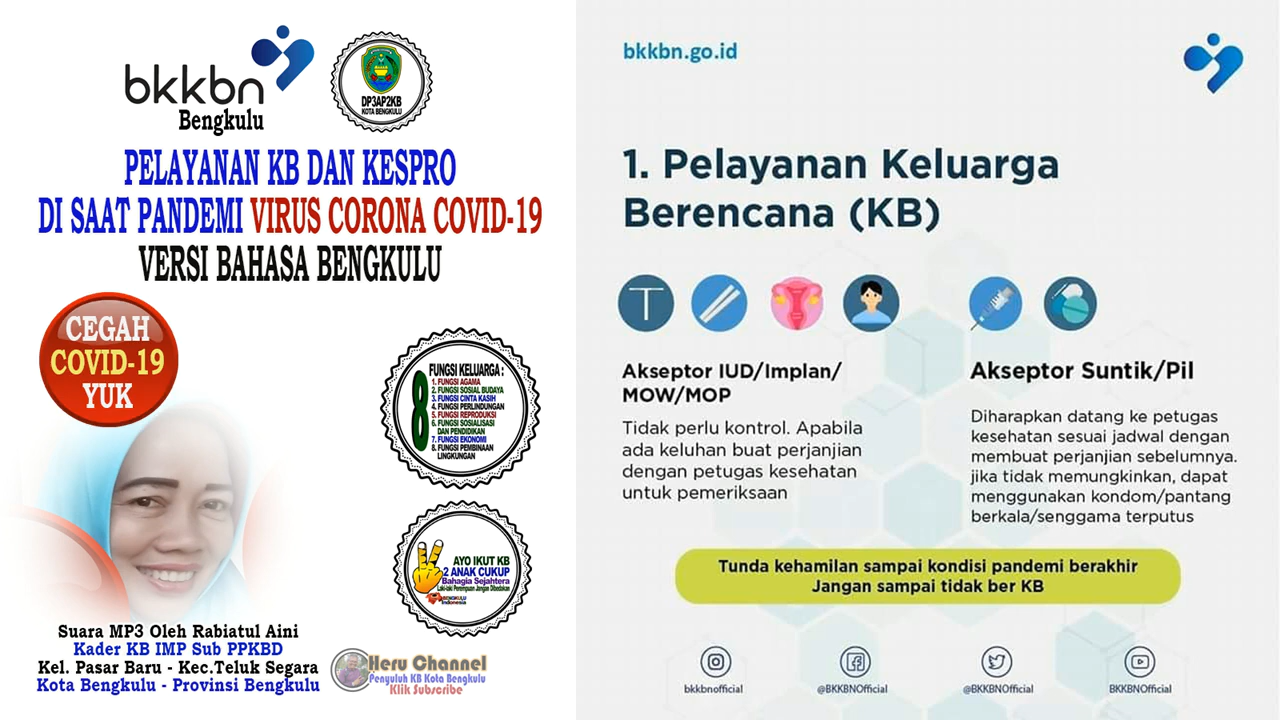 bkkbn
Bengkulu
DP3AP2KB
KOTA BENGKULU
PELAYANAN KB DAN KESPRO
DI SAAT PANDEMI VIRUS CORONA COVID-19
VERSI BAHASA BENGKULU
CEGAH
COVID-19
YUK
8
FUNGSI KELUARGA :
1. FUNGSI AGAMA
2. FUNGSI SOSIAL BUDAYA
3. FUNGSI CINTA KASIH
4. FUNGSI PERLINDUNGAN
5. FUNGSI REPRODUKSI
6. FUNGSI SOSIALISASI
DAN PENDIDIKAN
7. FUNGSI EKONOMI
8. FUNGSI PEMBINAAN
LINGKUNGAN
AYO IKUT KB
2 ANAK CUKUP
Bahagia Sejahtera
Laki-laki Perempuan Jangan Dibedakan
BENGKULU
Indonesia
Suara MP3 Oleh Rabiatul Aini
Kader KB IMP Sub PPKBD
Kel. Pasar Baru - Kec.Teluk Segara
Kota Bengkulu - Provinsi Bengkulu
Heru Channel
Penyuluh KB Kota Bengkulu
Klik Subscribe
bkkbn.go.id
1. Pelayanan Keluarga
Berencana (KB)
Akseptor IUD/Implan/
MOW/MOP
Tidak perlu kontrol. Apabila
ada keluhan buat perjanjian
dengan petugas kesehatan
untuk pemeriksaan
Akseptor Suntik/Pil
Diharapkan datang ke petugas
kesehatan sesuai jadwal dengan
membuat perjanjian sebelumnya.
jika tidak memungkinkan, dapat
menggunakan kondom/pantang
berkala/senggama terputus
Tunda kehamilan sampai kondisi pandemi berakhir
Jangan sampai tidak ber KB
bkkbnofficial
@BKKBNOfficial
@BKKBNOfficial
BKKBNOfficial